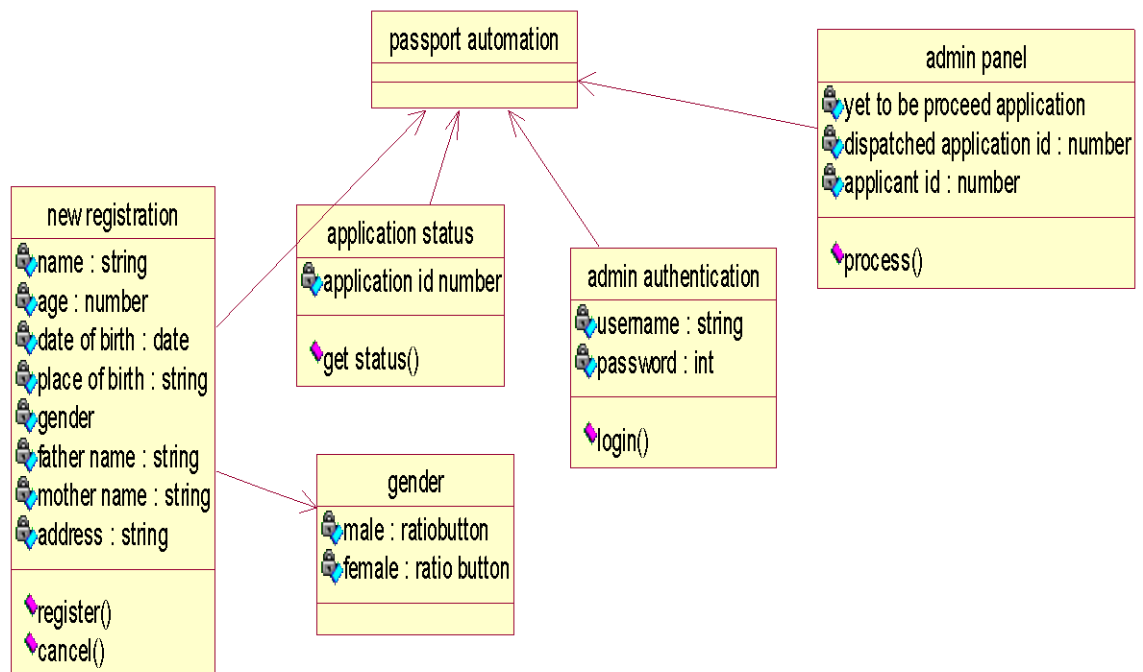 passport automation
admin panel
yet to be proceed application
dispatched application id : number
applicant id : number
process()
new registration
name : string
age : number
date of birth : date
place of birth : string
gender
father name : string
mother name : string
address : string
register()
cancel()
application status
application id number
get status()
admin authentication
username : string
password : int
login()
gender
male : ratiobutton
female : ratio button